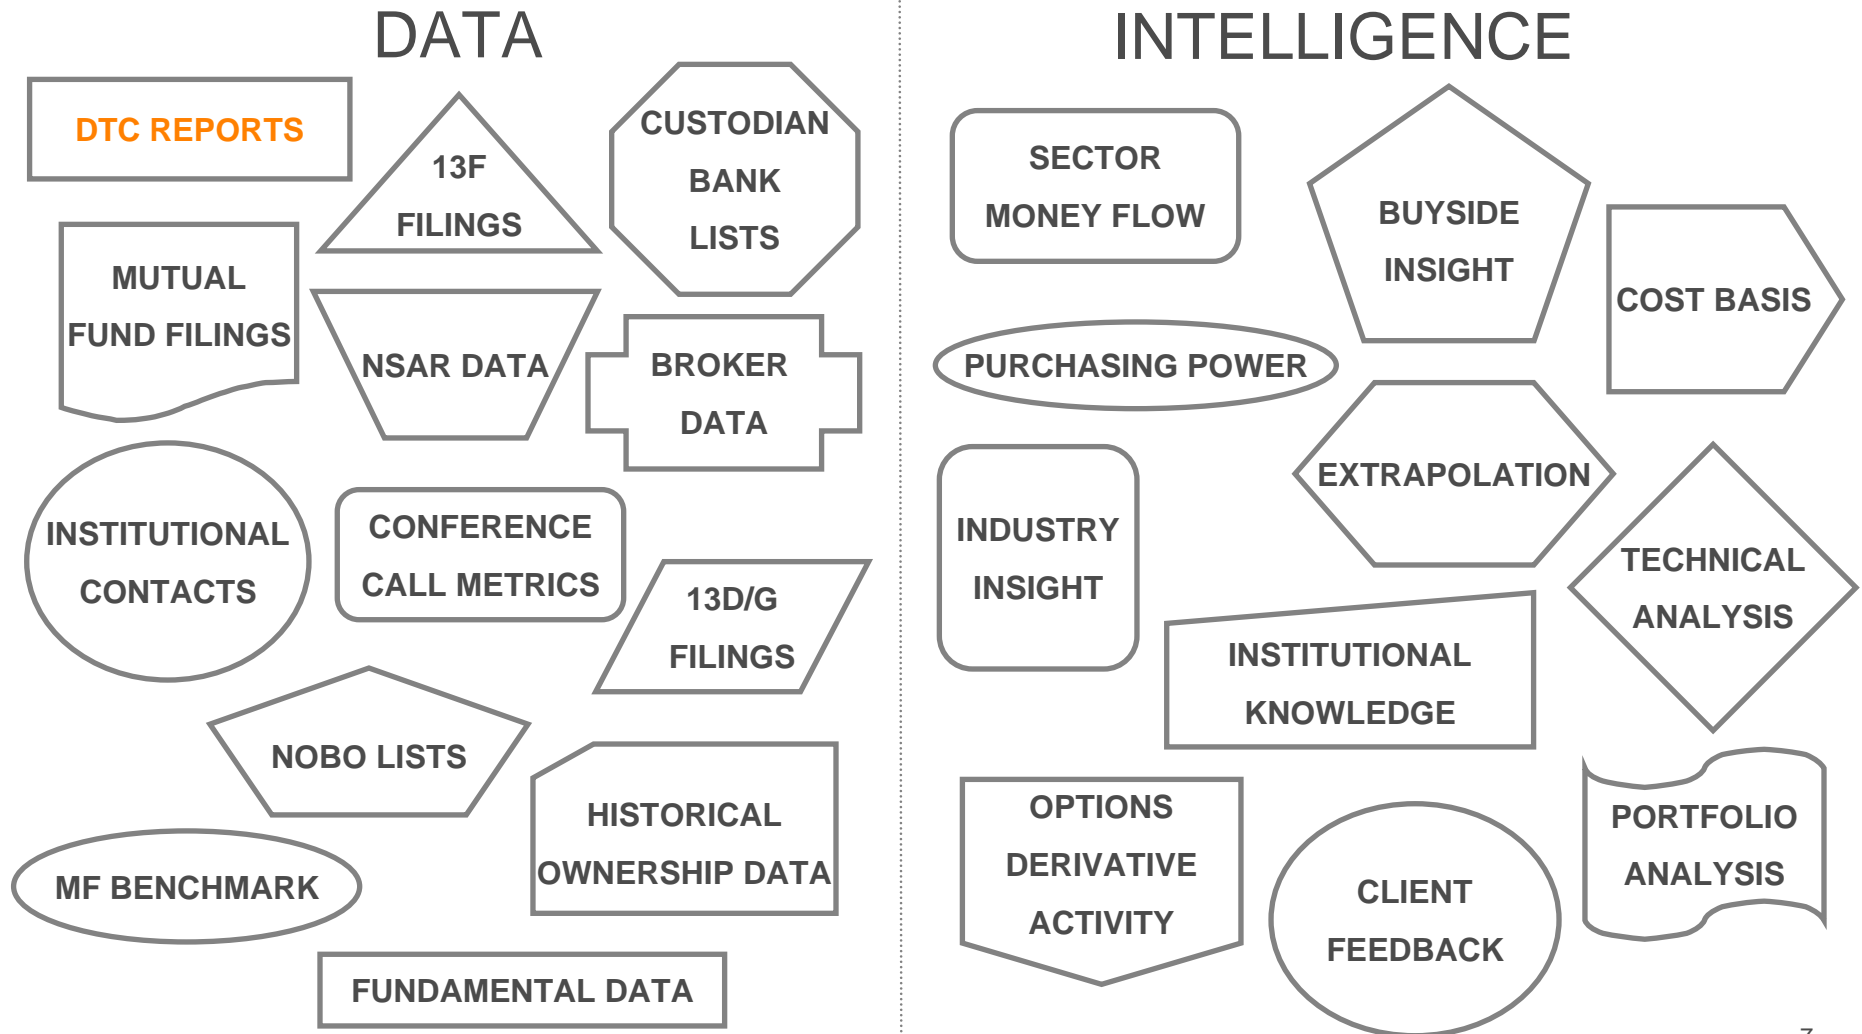 DATA
DTC REPORTS
13F
FILINGS
CUSTODIAN
BANK
LISTS
MUTUAL
FUND FILINGS
NSAR DATA
BROKER
DATA
INSTITUTIONAL
CONTACTS
CONFERENCE
CALL METRICS
13D/G
FILINGS
NOBO LISTS
HISTORICAL
OWNERSHIP DATA
MF BENCHMARK
FUNDAMENTAL DATA
INTELLIGENCE
SECTOR
MONEY FLOW
BUYSIDE
INSIGHT
COST BASIS
PURCHASING POWER
EXTRAPOLATION
INDUSTRY
INSIGHT
TECHNICAL
ANALYSIS
INSTITUTIONAL
KNOWLEDGE
OPTIONS
DERIVATIVE
ACTIVITY
CLIENT
FEEDBACK
PORTFOLIO
ANALYSIS